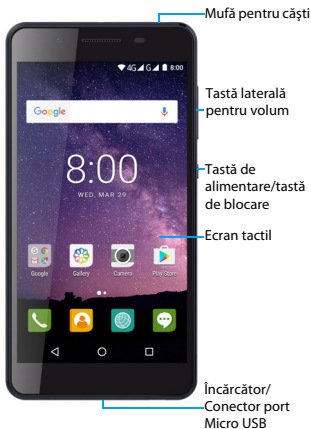 Mufă pentru căşti
4G G 8:00
Google
Tastă laterală
pentru volum
8:00
WED, MAR 29
Tastă de
alimentare/tastă
de blocare
Ecran tactil
Google Gallery Camera Play Store
Încărcător/
Conector port
Micro USB